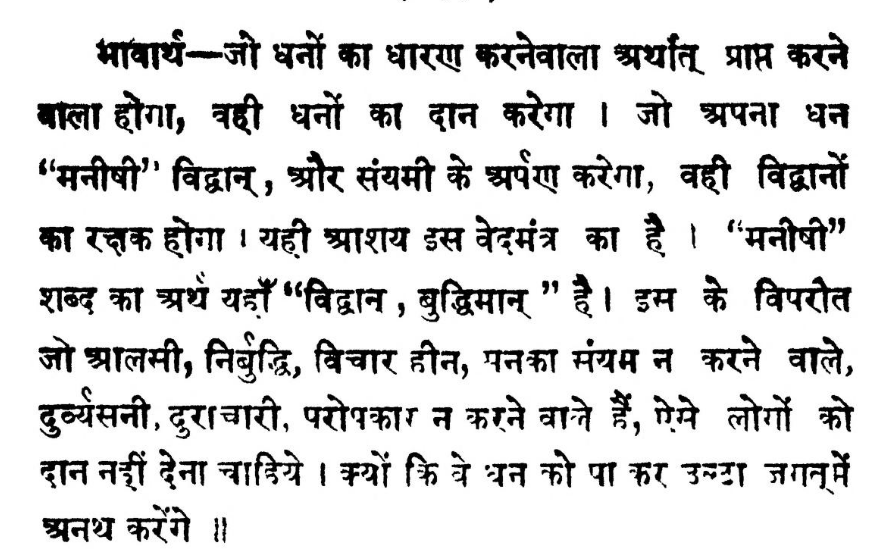 भावार्थ—जो धनों का धारण करनेवाला अर्थात् प्राप्त करने
वाला होगा, वही धनों का दान करेगा । जो अपना धन
“मनीषी” विद्वान्, और संयमी के अर्पण करेगा, वही विद्वानों
का रक्षक होगा । यही आशय इस वेदमंत्र का है । “मनीषी”
शब्द का अर्थ यहाँ “विद्वान, बुद्धिमान्” है। इस के विपरीत
जो आलसी, निर्बुद्धि, विचार हीन, मनका संयम न करने वाले,
दुर्व्यसनी, दुराचारी, परोपकार न करने वाले हैं, ऐसे लोगों को
दान नहीं देना चाहिये । क्यों कि वे धन को पा कर उल्टा जगत्में
अनथ करेंगे ॥